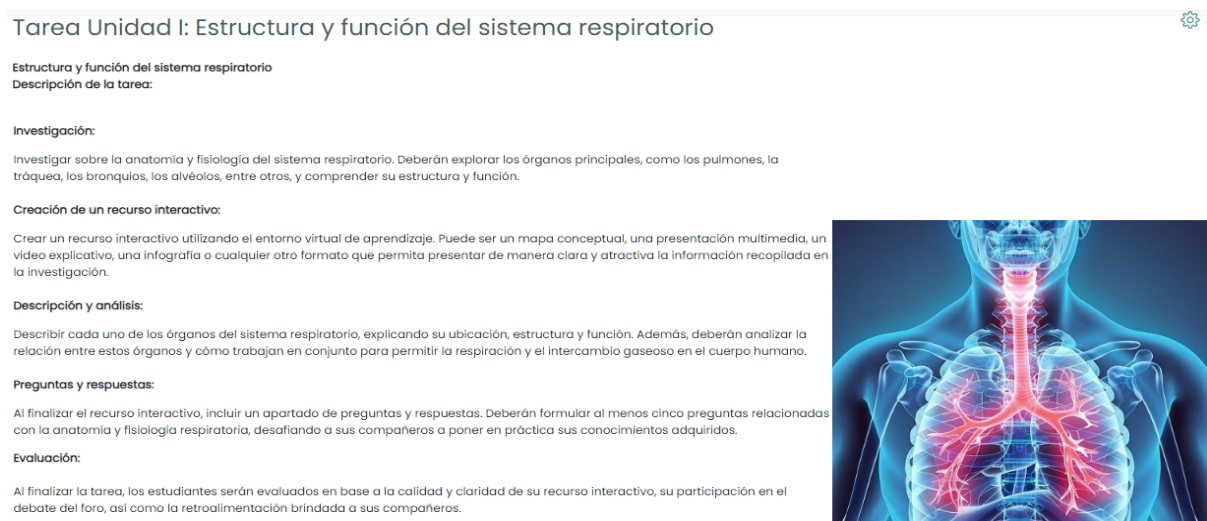 Tarea Unidad I: Estructura y función del sistema respiratorio
Estructura y función del sistema respiratorio
Descripción de la tarea:
Investigación:
Investigar sobre la anatomía y fisiología del sistema respiratorio. Deberán explorar los órganos principales, como los pulmones, la
tráquea, los bronquios, los alvéolos, entre otros, y comprender su estructura y función.
Creación de un recurso interactivo:
Crear un recurso interactivo utilizando el entorno virtual de aprendizaje. Puede ser un mapa conceptual, una presentación multimedia, un
video explicativo, una infografía o cualquier otro formato que permita presentar de manera clara y atractiva la información recopilada en
la investigación.
Descripción y análisis:
Describir cada uno de los órganos del sistema respiratorio, explicando su ubicación, estructura y función. Además, deberán analizar la
relación entre estos órganos y cómo trabajan en conjunto para permitir la respiración y el intercambio gaseoso en el cuerpo humano.
Preguntas y respuestas:
Al finalizar el recurso interactivo, incluir un apartado de preguntas y respuestas. Deberán formular al menos cinco preguntas relacionadas
con la anatomía y fisiología respiratoria, desafiando a sus compañeros a poner en práctica sus conocimientos adquiridos.
Evaluación:
Al finalizar la tarea, los estudiantes serán evaluados en base a la calidad y claridad de su recurso interactivo, su participación en el
debate del foro, así como la retroalimentación brindada a sus compañeros.